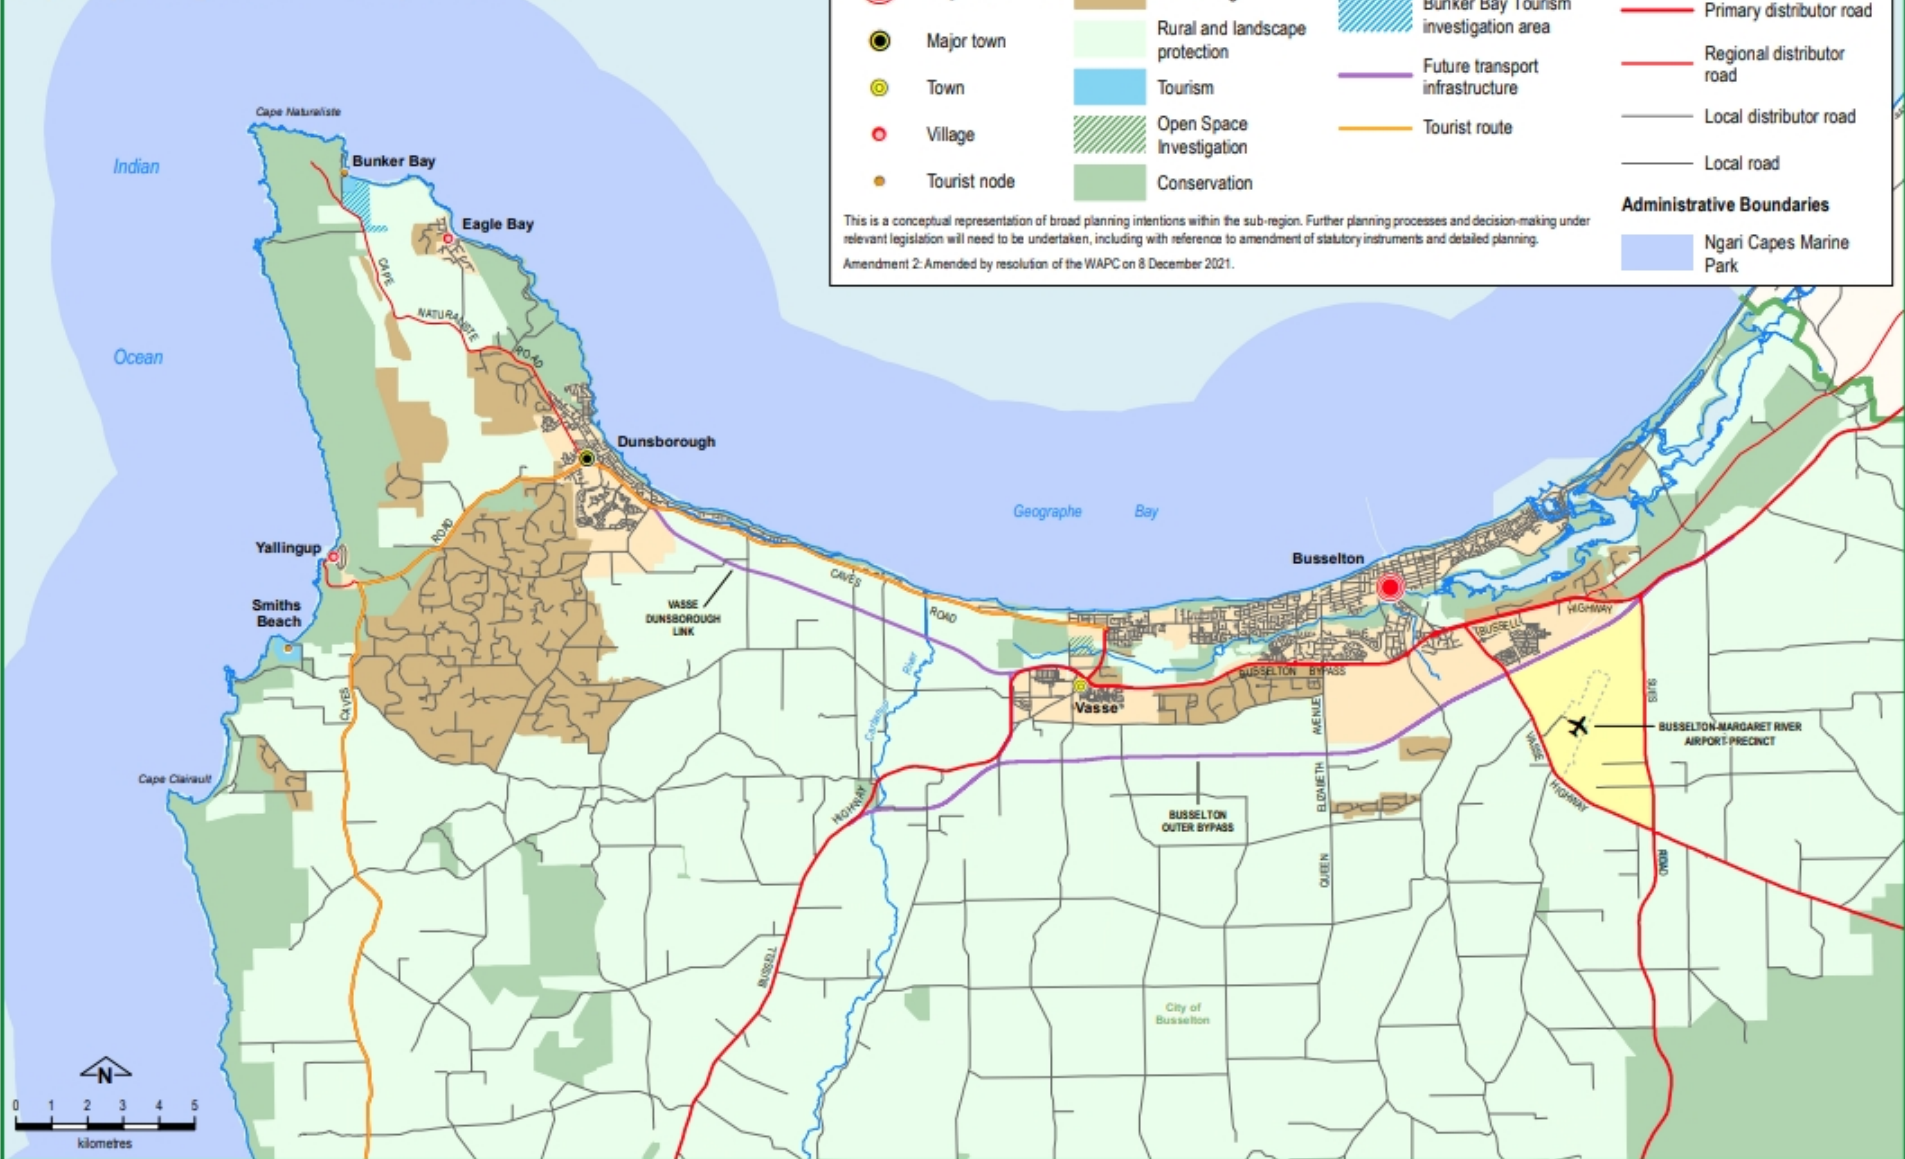 Major town
Town
Village
Tourist node
Rural and landscape
protection
Tourism
Open Space
Investigation
Conservation
Bunker Bay Tourism
investigation area
Future transport
infrastructure
Tourist route
Primary distributor road
Regional distributor
road
Local distributor road
Local road
Administrative Boundaries
Ngari Capes Marine
Park
This is a conceptual representation of broad planning intentions within the sub-region. Further planning processes and decision-making under
relevant legislation will need to be undertaken, including with reference to amendment of statutory instruments and detailed planning.
Amendment 2: Amended by resolution of the WAPC on 8 December 2021.
Cape Naturaliste
Indian
Bunker Bay
Eagle Bay
CAPE
NATURALISTE
ROAD
Ocean
Dunsborough
Geographe Bay
ROAD
Yallingup
Busselton
CAVES
ROAD
VASSE
DUNSBOROUGH
LINK
Smiths
Beach
HIGHWAY
BUSSELL
River
BUSSELTON BYPASS
CAVES
Vasse
AVENUE
SUES
BUSSELTON-MARGARET RIVER
AIRPORT PRECINCT
VASSE
Cape Clairault
ELIZABETH
HIGHWAY
HIGHWAY
BUSSELTON
OUTER BYPASS
QUEEN
ROAD
BUSSELL
City of
Busselton
N
0 1 2 3 4 5
kilometres